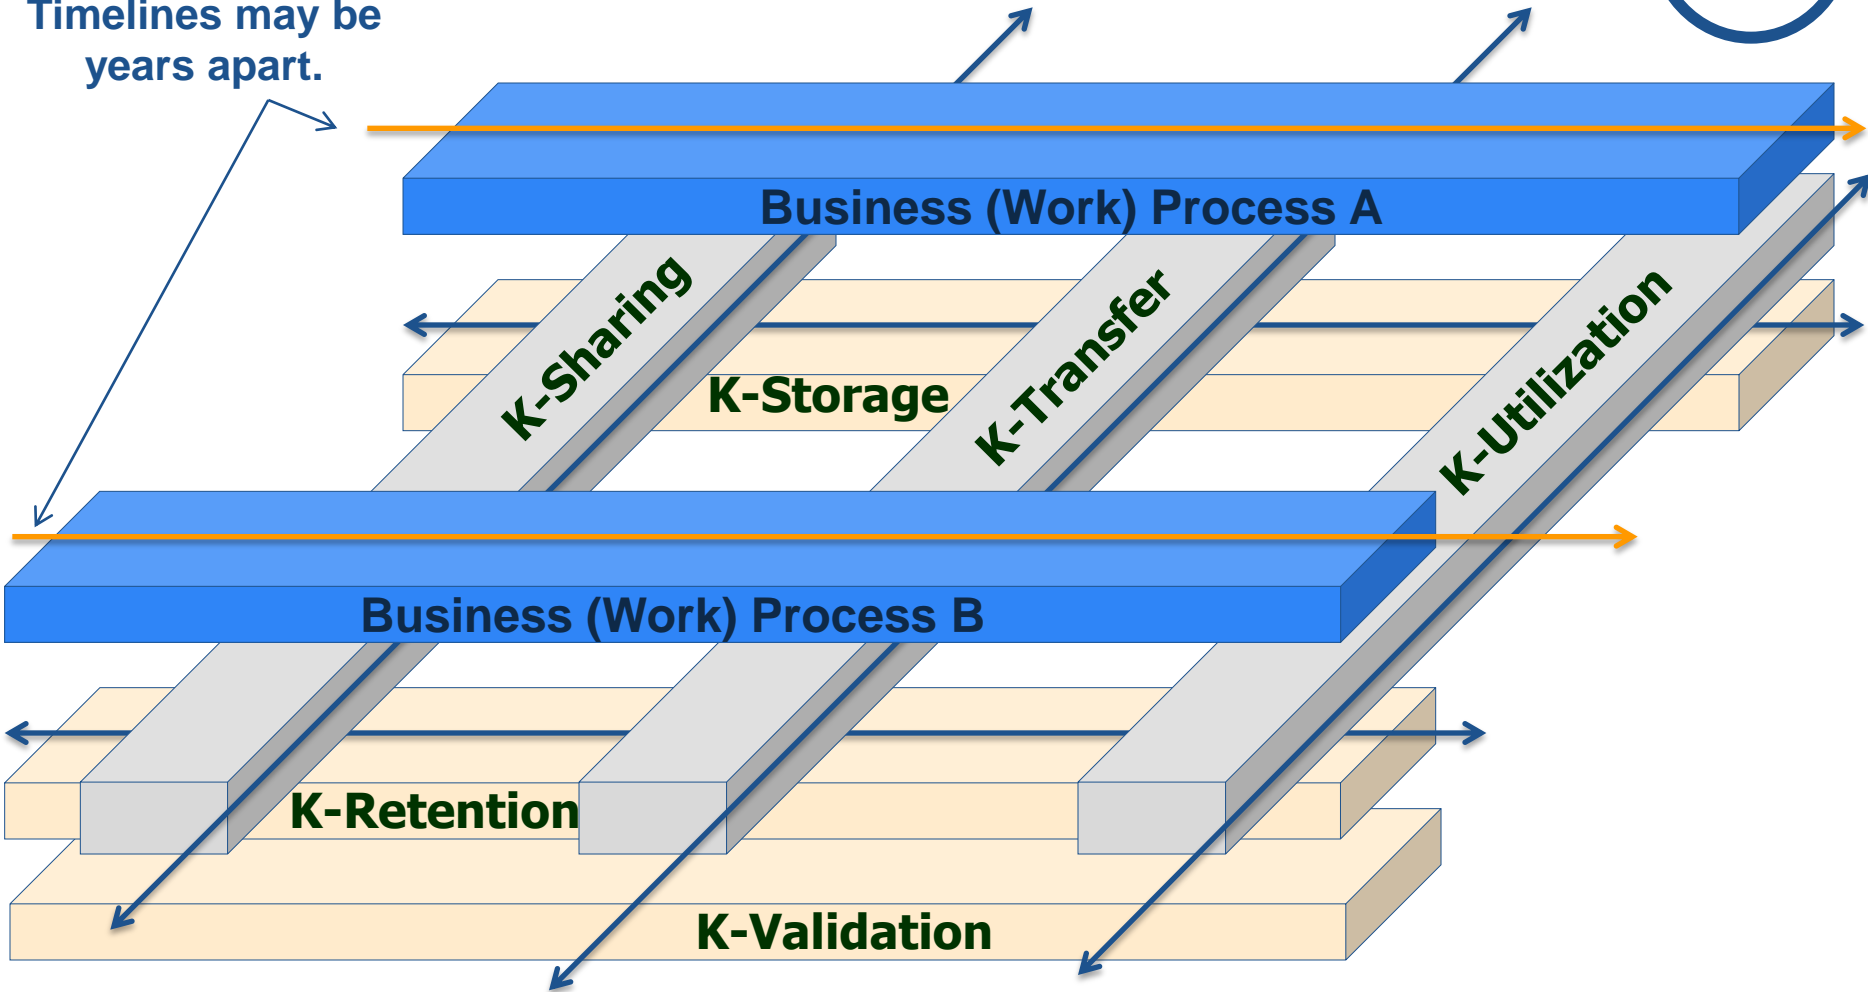 Timelines may be
years apart.
Business (Work) Process A
K-Sharing
K-Transfer
K-Utilization
K-Storage
Business (Work) Process B
K-Retention
K-Validation